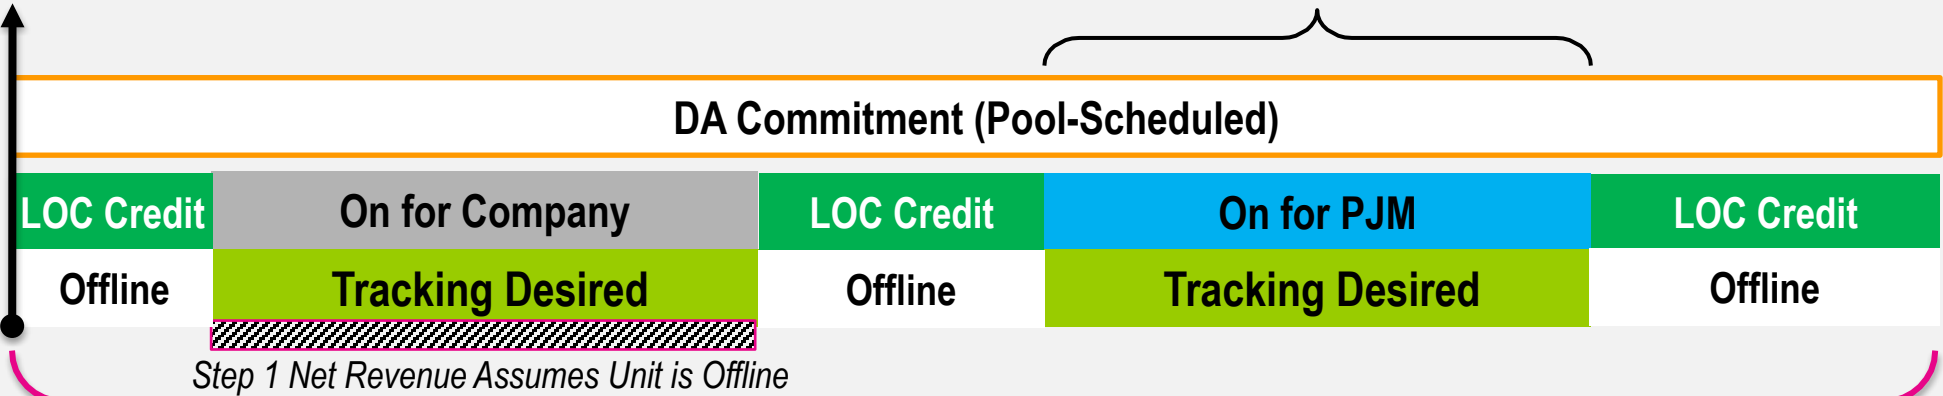 DA Commitment (Pool-Scheduled)
LOC Credit
On for Company
LOC Credit
On for PJM
LOC Credit
Offline
Tracking Desired
Offline
Tracking Desired
Offline
Step 1 Net Revenue Assumes Unit is Offline